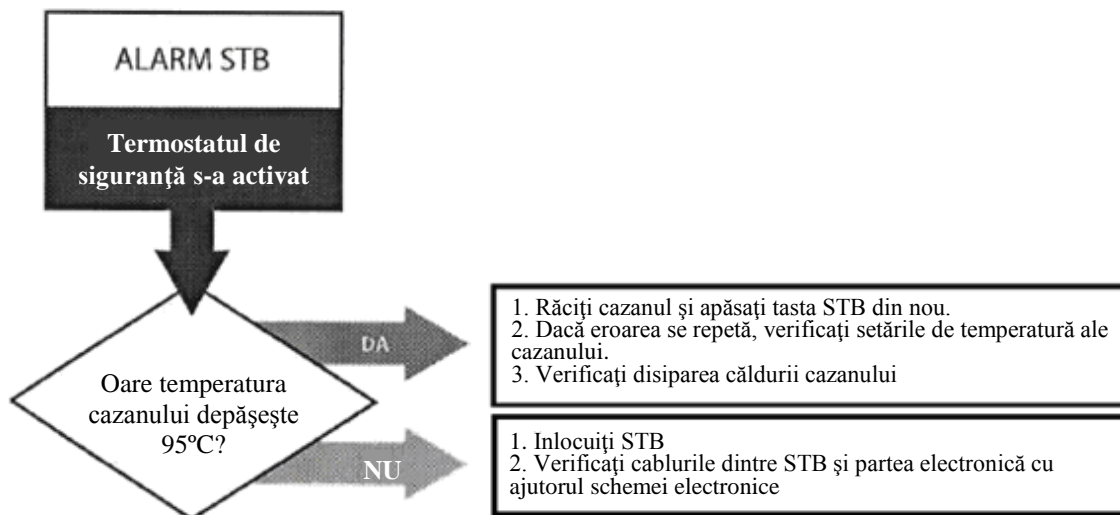 ALARM STB
Termostatul de
siguranţă s-a activat
Oare temperatura
cazanului depăşeşte
95ºC?
DA
1. Răciţi cazanul şi apăsaţi tasta STB din nou.
2. Dacă eroarea se repetă, verificaţi setările de temperatură ale
cazanului.
3. Verificaţi disiparea căldurii cazanului
NU
1. Inlocuiţi STB
2. Verificaţi cablurile dintre STB şi partea electronică cu
ajutorul schemei electronice